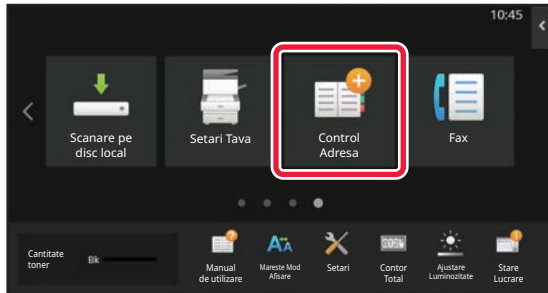 10:45
Scanare pe
disc local
Setari Tava
Control
Adresa
Fax
Cantitate
toner
Bk
Manual
de utilizare
Mareste Mod
Afisare
Setari
Contor
Total
Ajustare
Luminozitate
Stare
Lucrare